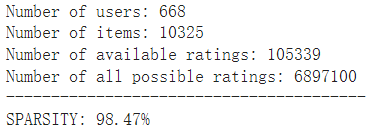 Number of users: 668
Number of items: 10325
Number of available ratings: 105339
Number of all possible ratings: 6897100
----------------------------------------
SPARSITY: 98.47%